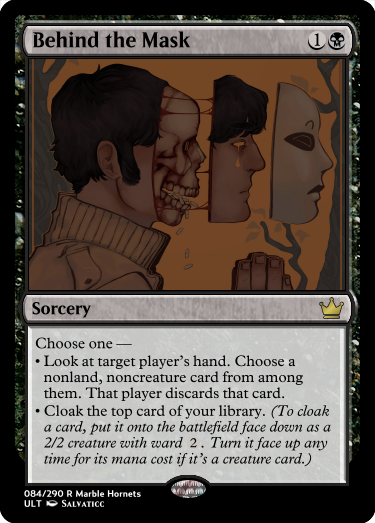 Behind the Mask 1
Sorcery
Choose one —
• Look at target player's hand. Choose a
nonland, noncreature card from among
them. That player discards that card.
• Cloak the top card of your library. (To cloak
a card, put it onto the battlefield face down as a
2/2 creature with ward 2. Turn it face up any
time for its mana cost if it's a creature card.)
084/290 R Marble Hornets
ULT SALVATICC